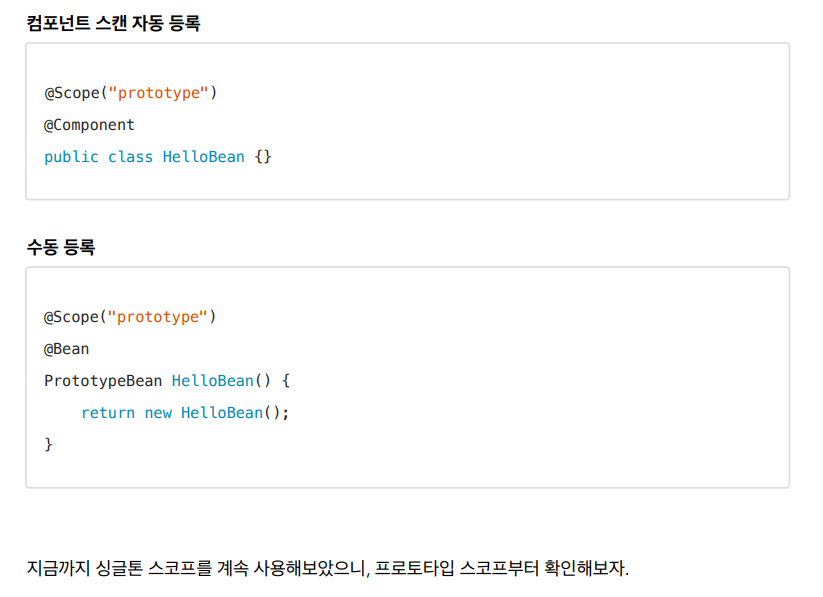 컴포넌트 스캔 자동 등록
@Scope("prototype")
@Component
public class HelloBean {}
수동 등록
@Scope("prototype")
@Bean
PrototypeBean HelloBean() {
    return new HelloBean();
}
지금까지 싱글톤 스코프를 계속 사용해보았으니, 프로토타입 스코프부터 확인해보자.